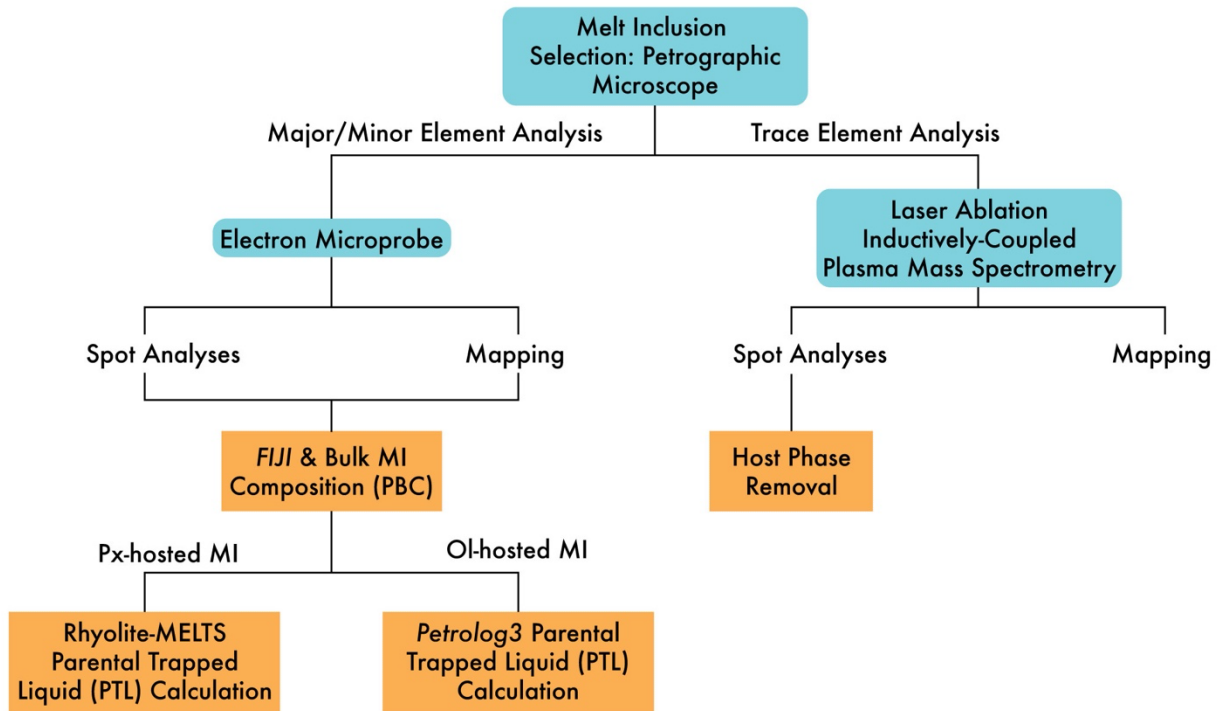 Melt Inclusion
Selection: Petrographic
Microscope
Major/Minor Element Analysis
Trace Element Analysis
Electron Microprobe
Laser Ablation
Inductively-Coupled
Plasma Mass Spectrometry
Spot Analyses
Mapping
Spot Analyses
Mapping
FIJI & Bulk MI
Composition (PBC)
Host Phase
Removal
Px-hosted MI
Ol-hosted MI
Rhyolite-MELTS
Parental Trapped
Liquid (PTL) Calculation
Petrolog3 Parental
Trapped Liquid (PTL)
Calculation